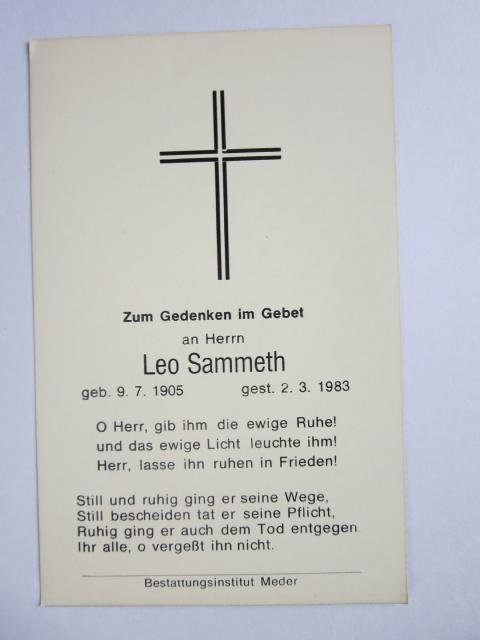 Zum Gedenken im Gebet
an Herrn
Leo Sammeth
geb. 9. 7. 1905 gest. 2. 3. 1983
O Herr, gib ihm die ewige Ruhe!
und das ewige Licht leuchte ihm!
Herr, lasse ihn ruhen in Frieden!
Still und ruhig ging er seine Wege,
Still bescheiden tat er seine Pflicht,
Ruhig ging er auch dem Tod entgegen
Ihr alle, o vergeßt ihn nicht.
Bestattungsinstitut Meder